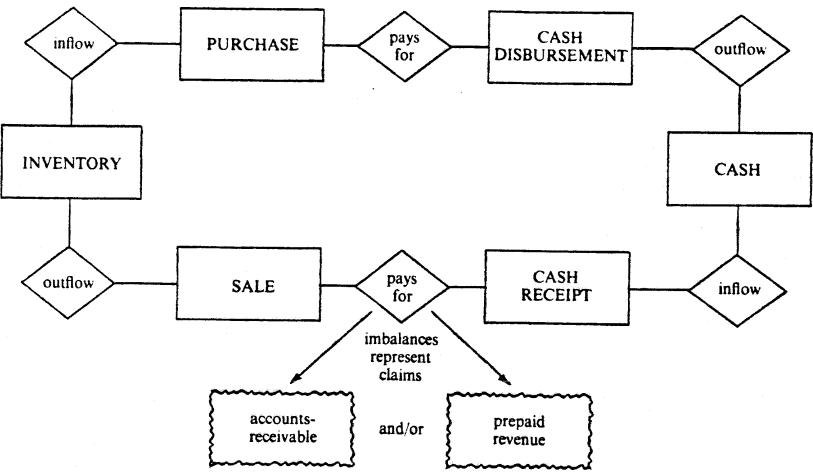 inflow
PURCHASE
pays
for
CASH
DISBURSEMENT
outflow
INVENTORY
CASH
outflow
SALE
pays
for
CASH
RECEIPT
inflow
imbalances
represent
claims
accounts-
receivable
and/or
prepaid
revenue